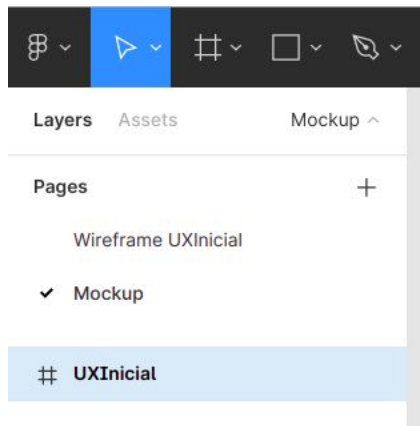 Layers Assets Mockup
Pages
Wireframe UXInicial
Mockup
UXInicial